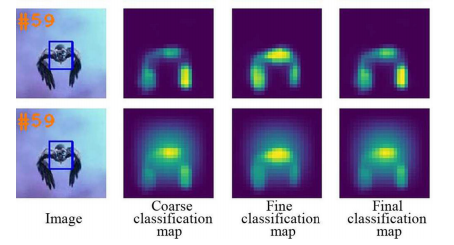 #59
#59
Image
Coarse classification map
Fine classification map
Final classification map